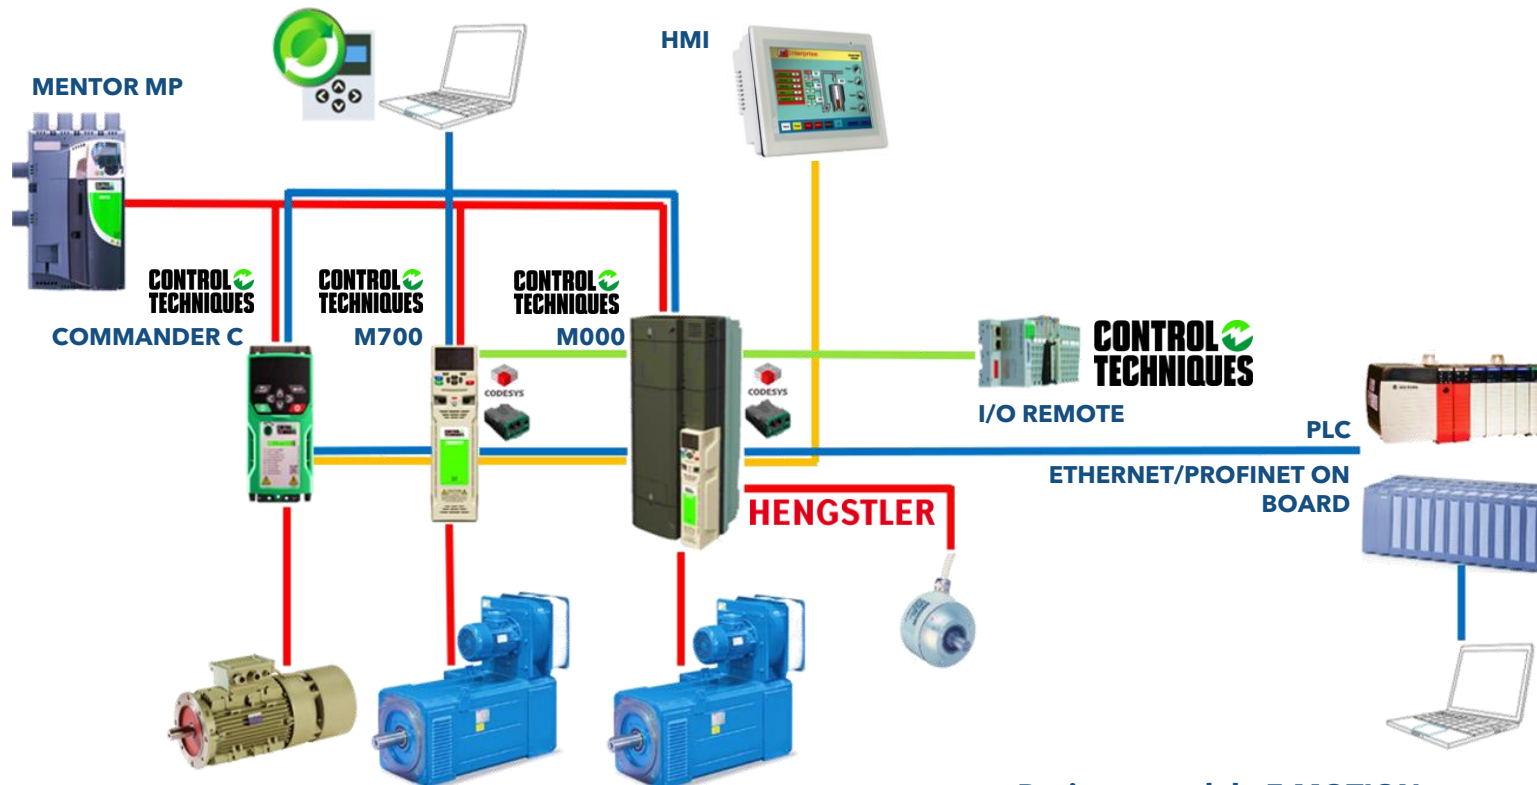 HMI
MENTOR MP
CONTROL
TECHNIQUES
CONTROL
TECHNIQUES
CONTROL
TECHNIQUES
COMMANDER C
M700
M000
CODESYS
CODESYS
CONTROL
TECHNIQUES
I/O REMOTE
PLC
ETHERNET/PROFINET ON
BOARD
HENGSTLER